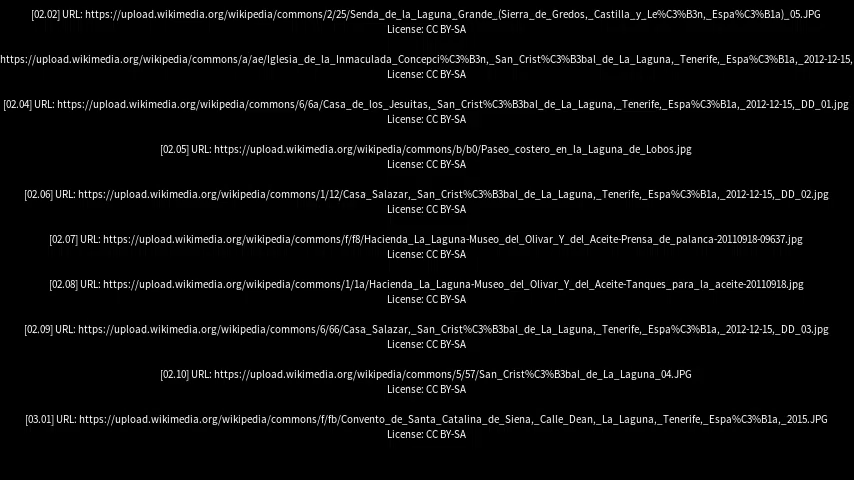 [02.02] URL: https://upload.wikimedia.org/wikipedia/commons/2/25/Senda_de_la_Laguna_Grande_(Sierra_de_Gredos,_Castilla_y_Le%C3%B3n,_Espa%C3%B1a)_05.JPG
License: CC BY-SA
https://upload.wikimedia.org/wikipedia/commons/a/ae/Iglesia_de_la_Inmaculada_Concepci%C3%B3n,_San_Crist%C3%B3bal_de_La_Laguna,_Tenerife,_Espa%C3%B1a,_2012-12-15,
License: CC BY-SA
[02.04] URL: https://upload.wikimedia.org/wikipedia/commons/6/6a/Casa_de_los_Jesuitas,_San_Crist%C3%B3bal_de_La_Laguna,_Tenerife,_Espa%C3%B1a,_2012-12-15,_DD_01.jpg
License: CC BY-SA
[02.05] URL: https://upload.wikimedia.org/wikipedia/commons/b/b0/Paseo_costero_en_la_Laguna_de_Lobos.jpg
License: CC BY-SA
[02.06] URL: https://upload.wikimedia.org/wikipedia/commons/1/12/Casa_Salazar,_San_Crist%C3%B3bal_de_La_Laguna,_Tenerife,_Espa%C3%B1a,_2012-12-15,_DD_02.jpg
License: CC BY-SA
[02.07] URL: https://upload.wikimedia.org/wikipedia/commons/f/f8/Hacienda_La_Laguna-Museo_del_Olivar_Y_del_Aceite-Prensa_de_palanca-20110918-09637.jpg
License: CC BY-SA
[02.08] URL: https://upload.wikimedia.org/wikipedia/commons/1/1a/Hacienda_La_Laguna-Museo_del_Olivar_Y_del_Aceite-Tanques_para_la_aceite-20110918.jpg
License: CC BY-SA
[02.09] URL: https://upload.wikimedia.org/wikipedia/commons/6/66/Casa_Salazar,_San_Crist%C3%B3bal_de_La_Laguna,_Tenerife,_Espa%C3%B1a,_2012-12-15,_DD_03.jpg
License: CC BY-SA
[02.10] URL: https://upload.wikimedia.org/wikipedia/commons/5/57/San_Crist%C3%B3bal_de_La_Laguna_04.JPG
License: CC BY-SA
[03.01] URL: https://upload.wikimedia.org/wikipedia/commons/f/fb/Convento_de_Santa_Catalina_de_Siena,_Calle_Dean,_La_Laguna,_Tenerife,_Espa%C3%B1a,_2015.JPG
License: CC BY-SA